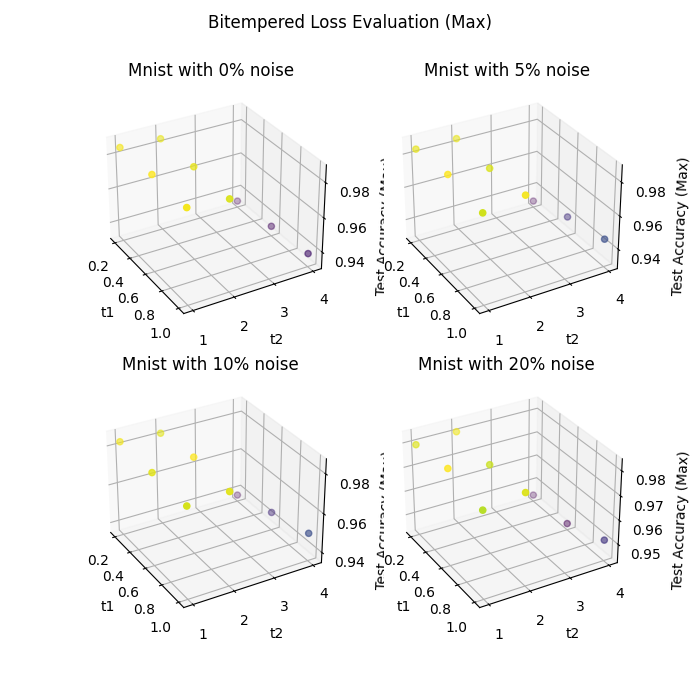 Bitempered Loss Evaluation (Max)
Mnist with 0% noise
0.98
0.96
0.94
0.2
0.4
0.6
0.8
1.0
t1
1
2
3
4
t2
Test Accuracy (Max)
Mnist with 5% noise
0.98
0.96
0.94
0.2
0.4
0.6
0.8
1.0
t1
1
2
3
4
t2
Test Accuracy (Max)
Mnist with 10% noise
0.98
0.96
0.94
0.2
0.4
0.6
0.8
1.0
t1
1
2
3
4
t2
Test Accuracy (Max)
Mnist with 20% noise
0.98
0.97
0.96
0.95
0.2
0.4
0.6
0.8
1.0
t1
1
2
3
4
t2
Test Accuracy (Max)